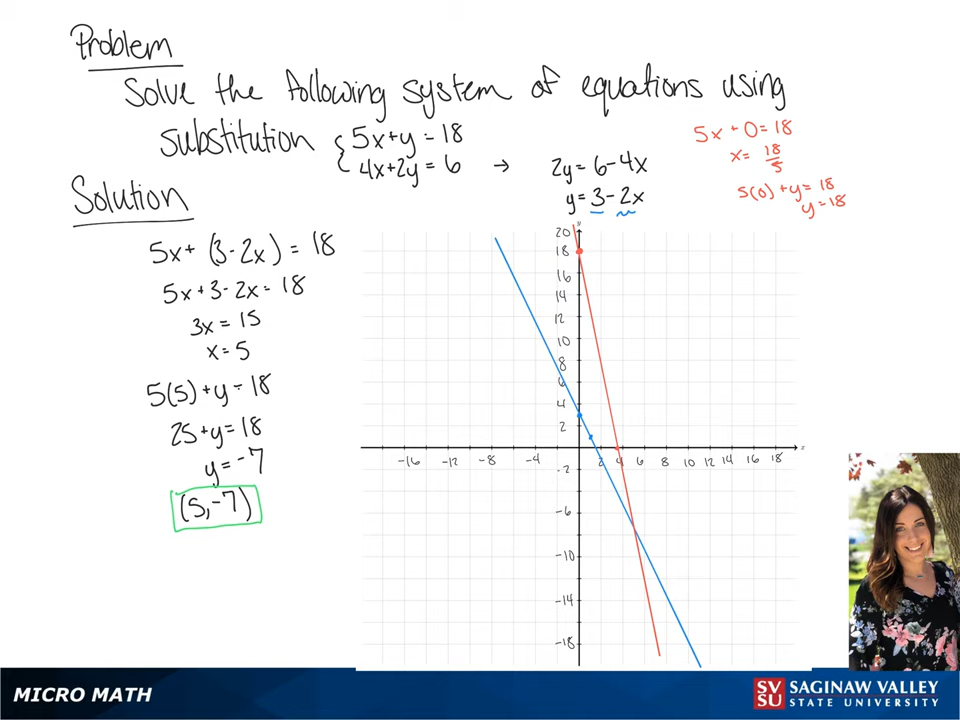 Problem
Solve the following system of equations using
substitution { 5x+y = 18
4x+2y = 6 → 2y = 6-4x
y = 3-2x
5x + 0 = 18
x = 18/5
5(0) + y = 18
y = 18
Solution
5x + (3-2x) = 18
5x + 3 - 2x = 18
3x = 15
x = 5
5(5) + y = 18
25 + y = 18
y = -7
(5, -7)
20
18
16
14
12
10
8
6
4
2
-16 -12 -8 -4 2 4 6 8 10 12 14 16 18
-2
-6
-10
-14
-18
MICRO MATH
SV SU SAGINAW VALLEY
STATE UNIVERSITY